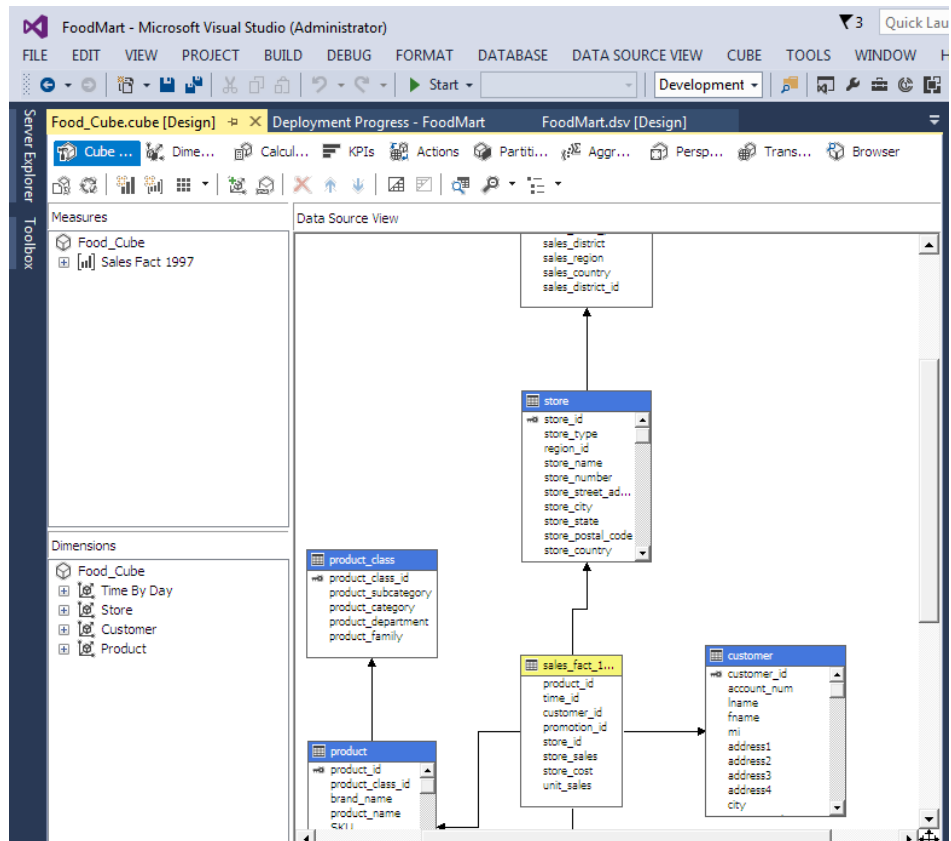 FoodMart - Microsoft Visual Studio (Administrator)
3
Quick Lau
FILE EDIT VIEW PROJECT BUILD DEBUG FORMAT DATABASE DATA SOURCE VIEW CUBE TOOLS WINDOW H
Start
Development
Server Explorer
Toolbox
Food_Cube.cube [Design]
Deployment Progress - FoodMart
FoodMart.dsv [Design]
Cube ... Dime... Calcul... KPIs Actions Partiti... Aggr... Persp... Trans... Browser
Measures
Food_Cube
Sales Fact 1997
Dimensions
Food_Cube
Time By Day
Store
Customer
Product
Data Source View
sales_district
sales_region
sales_country
sales_district_id
store
store_id
store_type
region_id
store_name
store_number
store_street_ad...
store_city
store_state
store_postal_code
store_country
product_class
product_class_id
product_subcategory
product_category
product_department
product_family
sales_fact_1...
product_id
time_id
customer_id
promotion_id
store_id
store_sales
store_cost
unit_sales
customer
customer_id
account_num
lname
fname
mi
address1
address2
address3
address4
city
product
product_id
product_class_id
brand_name
product_name
SKU